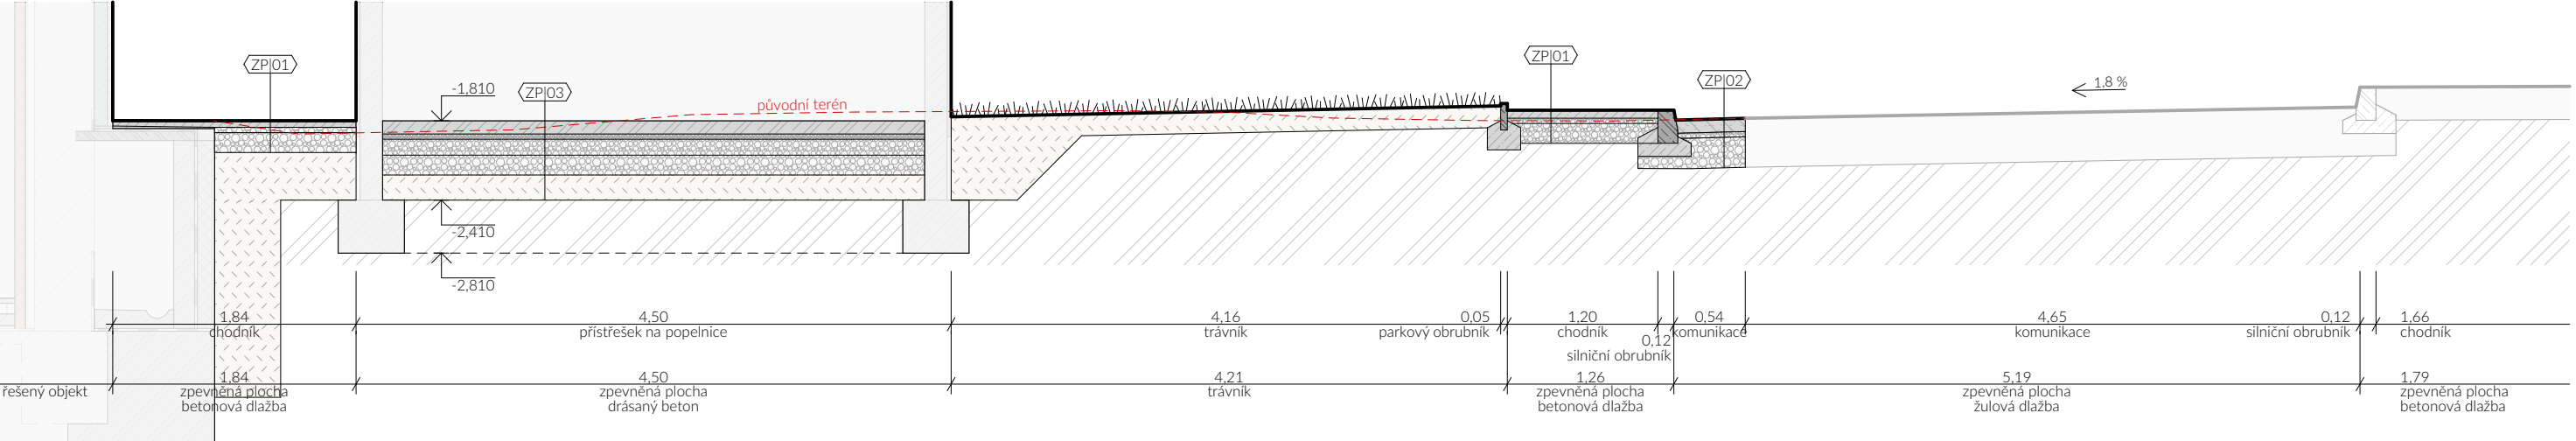 ZP|01
ZP|01
ZP|02
1,8 %
-1,810
ZP|03
původní terén
-2,410
-2,810
1,84
chodník
4,50
přístřešek na popelnice
4,16
trávník
0,05
parkový obrubník
1,20
chodník
0,12
silniční obrubník
0,54
komunikace
4,65
komunikace
0,12
silniční obrubník
1,66
chodník
řešený objekt
1,84
zpevněná plocha
betonová dlažba
4,50
zpevněná plocha
drásaný beton
4,21
trávník
1,26
zpevněná plocha
betonová dlažba
5,19
zpevněná plocha
žulová dlažba
1,79
zpevněná plocha
betonová dlažba